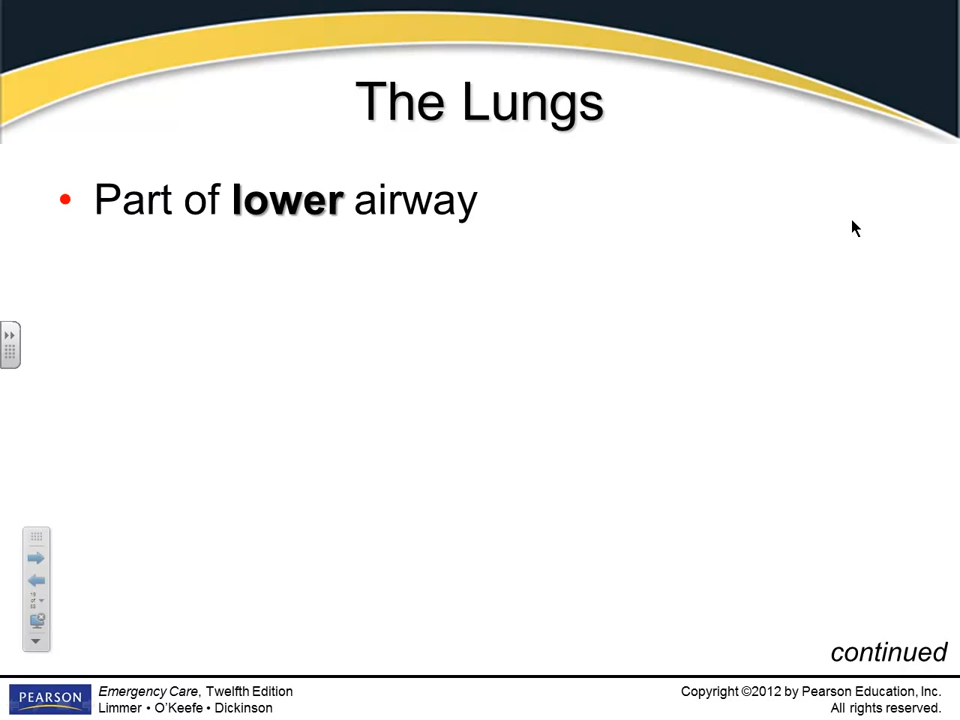 The Lungs
• Part of lower airway
continued
PEARSON
Emergency Care, Twelfth Edition
Limmer • O’Keefe • Dickinson
Copyright ©2012 by Pearson Education, Inc.
All rights reserved.